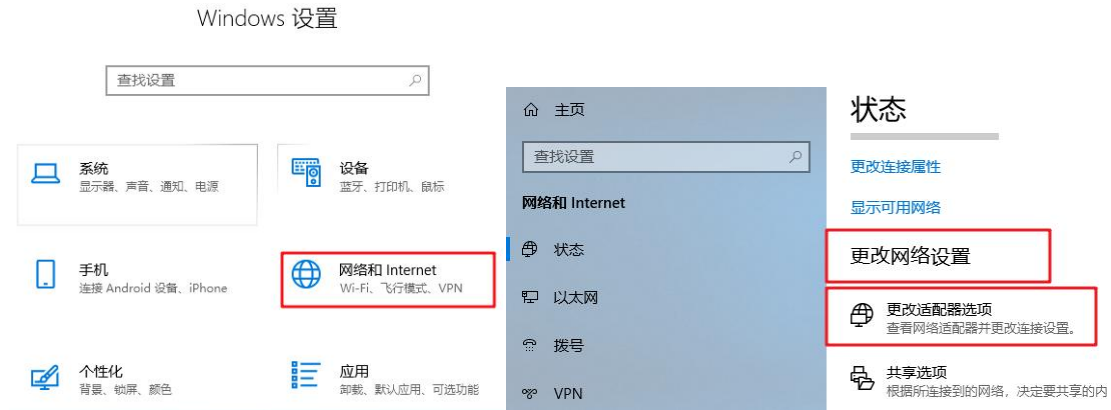 Windows 设置
查找设置
系统
显示器、声音、通知、电源
设备
蓝牙、打印机、鼠标
手机
连接 Android 设备、iPhone
网络和 Internet
Wi-Fi、飞行模式、VPN
个性化
背景、锁屏、颜色
应用
卸载、默认应用、可选功能
主页
查找设置
网络和 Internet
状态
以太网
拨号
VPN
状态
更改连接属性
显示可用网络
更改网络设置
更改适配器选项
查看网络适配器并更改连接设置。
共享选项
根据所连接到的网络，决定要共享的内